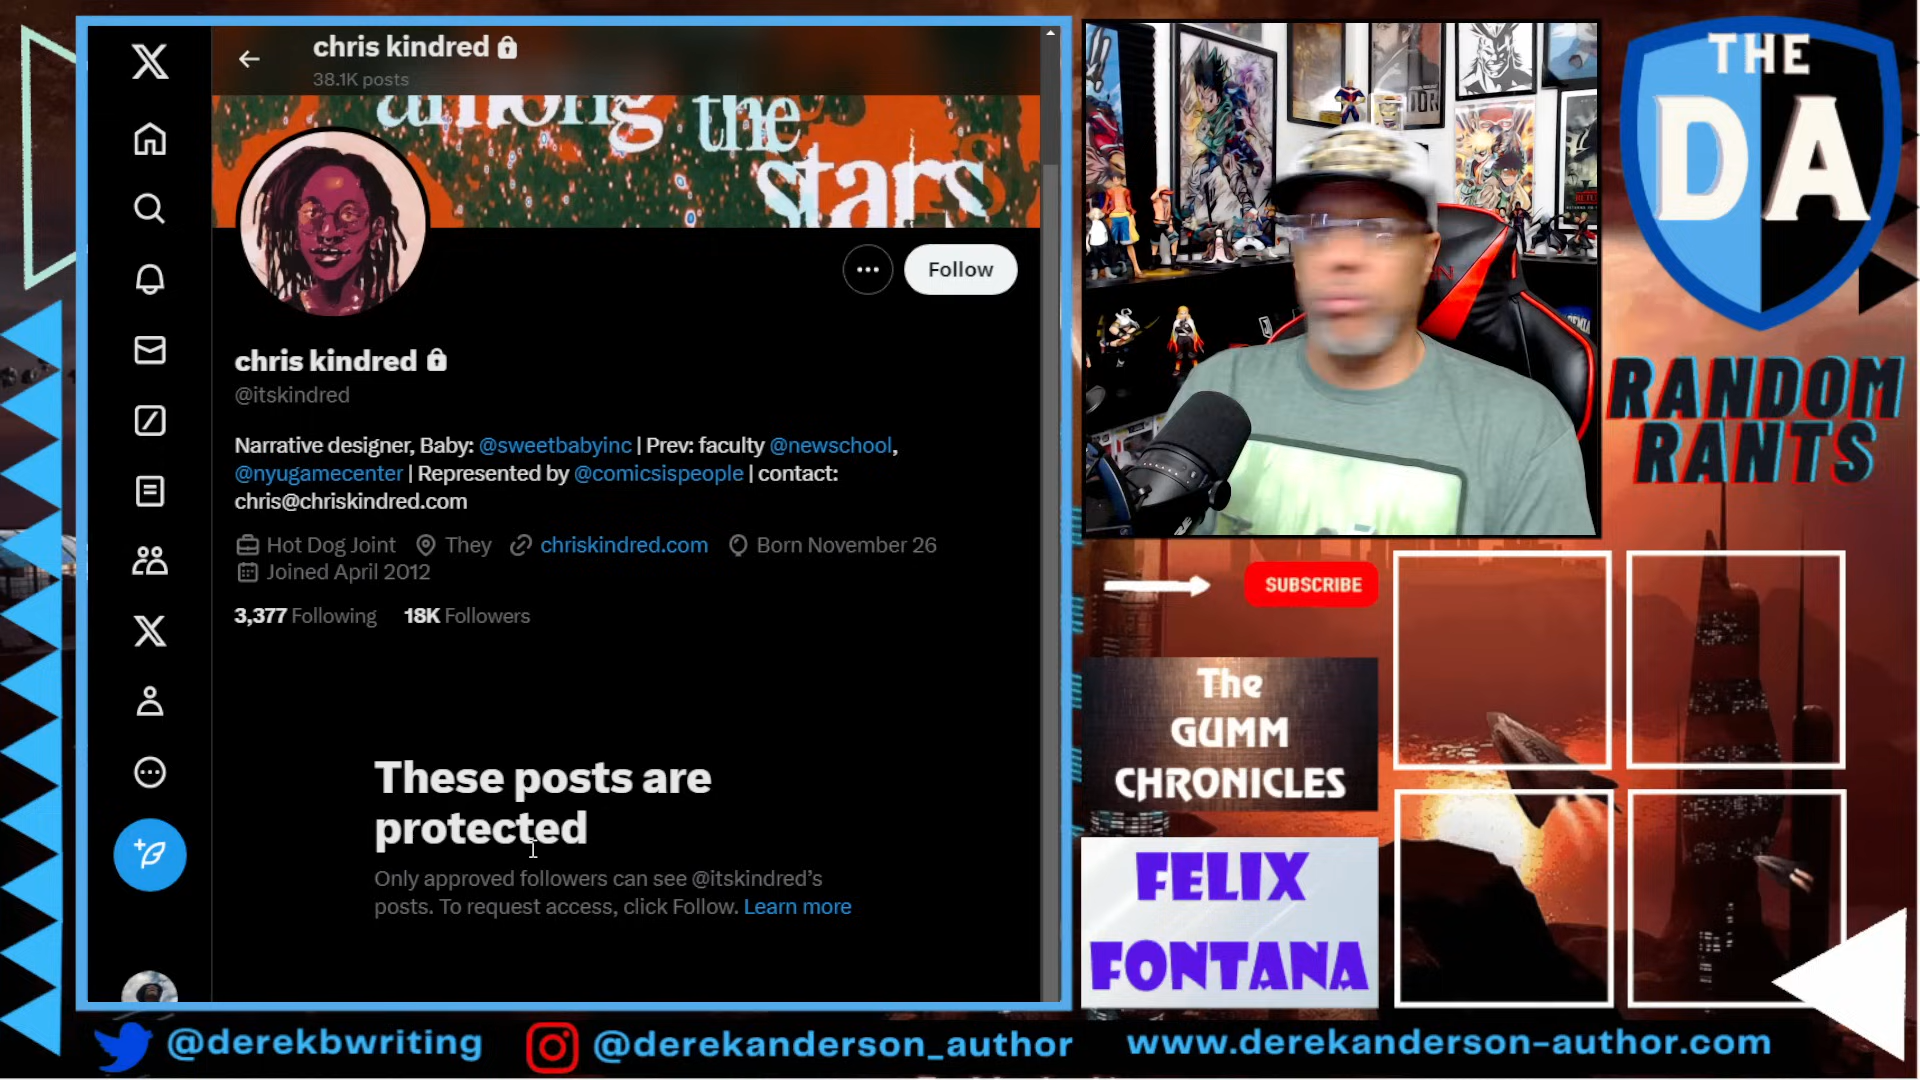 chris kindred
38.1K posts
among the
stars
Follow
chris kindred
@itskindred
Narrative designer, Baby: @sweetbabyinc | Prev: faculty @newschool,
@nyugamecenter | Represented by @comicsispeople | contact:
chris@chriskindred.com
Hot Dog Joint They chriskindred.com Born November 26
Joined April 2012
3,377 Following 18K Followers
These posts are
protected
Only approved followers can see @itskindred's
posts. To request access, click Follow. Learn more
THE
DA
RANDOM
RANTS
SUBSCRIBE
The
GUMM
CHRONICLES
FELIX
FONTANA
@derekbwriting @derekanderson_author www.derekanderson-author.com